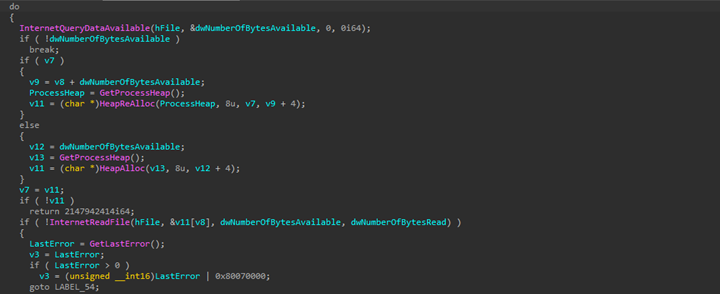 do
{
InternetQueryDataAvailable(hFile, &dwNumberOfBytesAvailable, 0, 0i64);
if ( !dwNumberOfBytesAvailable )
break;
if ( v7 )
{
v9 = v8 + dwNumberOfBytesAvailable;
ProcessHeap = GetProcessHeap();
v11 = (char *)HeapReAlloc(ProcessHeap, 8u, v7, v9 + 4);
}
else
{
v12 = dwNumberOfBytesAvailable;
v13 = GetProcessHeap();
v11 = (char *)HeapAlloc(v13, 8u, v12 + 4);
}
v7 = v11;
if ( !v11 )
return 2147942414i64;
if ( !InternetReadFile(hFile, &v11[v8], dwNumberOfBytesAvailable, dwNumberOfBytesRead) )
{
LastError = GetLastError();
v3 = LastError;
if ( LastError > 0 )
v3 = (unsigned __int16)LastError | 0x80070000;
goto LABEL_54;